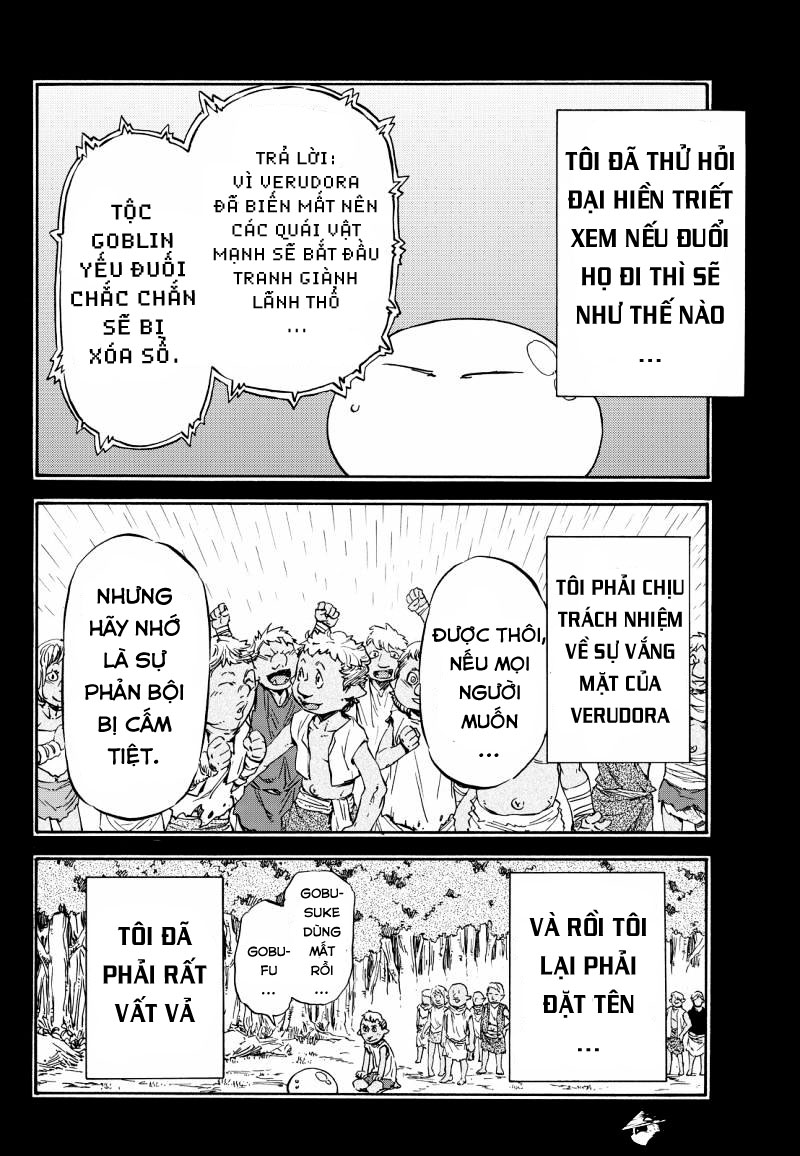 TÔI ĐÃ THỬ HỎI
ĐẠI HIỀN TRIẾT
XEM NẾU ĐUỔI
HỌ ĐI THÌ SẼ
NHƯ THẾ NÀO
...
TRẢ LỜI:
VÌ VERUDORA
ĐÃ BIẾN MẤT NÊN
CÁC QUÁI VẬT
MẠNH SẼ BẮT ĐẦU
TRANH GIÀNH
LÃNH THỔ
...
TỘC
GOBLIN
YẾU ĐUỐI
CHẮC CHẮN
SẼ BỊ
XÓA SỔ.
TÔI PHẢI CHỊU
TRÁCH NHIỆM
VỀ SỰ VẮNG
MẶT CỦA
VERUDORA
ĐƯỢC THÔI,
NẾU MỌI
NGƯỜI
MUỐN
...
NHƯNG
HÃY NHỚ
LÀ SỰ
PHẢN BỘI
BỊ CẤM
TIỆT.
VÀ RỒI TÔI
LẠI PHẢI
ĐẶT TÊN
...
GOBU-
SUKE
DÙNG
MẤT
RỒI
...
GOBU-
FU
...
TÔI ĐÃ
PHẢI RẤT
VẤT VẢ